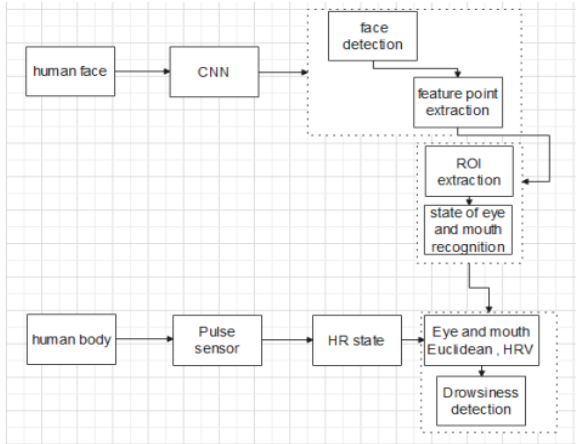 face
detection
human face
CNN
feature point
extraction
ROI
extraction
state of eye
and mouth
recognition
human body
Pulse
sensor
HR state
Eye and mouth
Euclidean , HRV
Drowsiness
detection